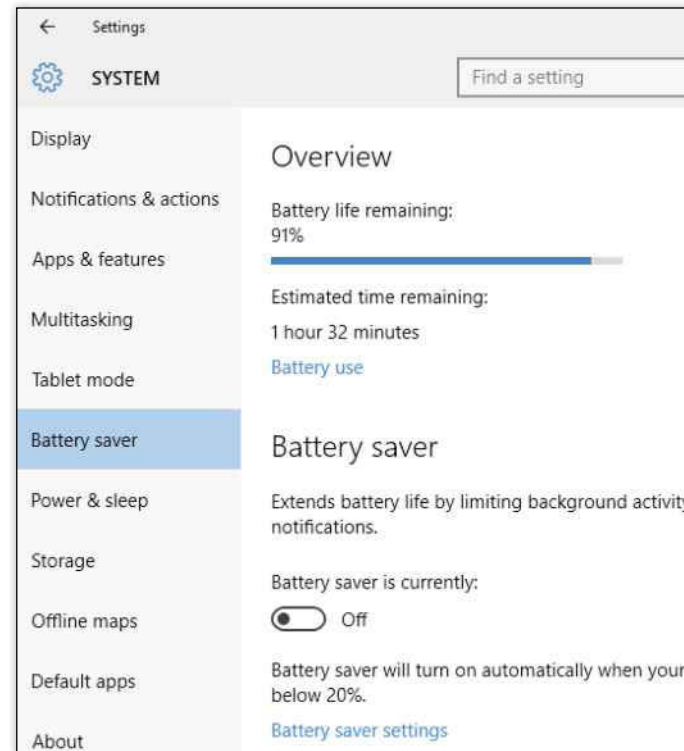 Settings
SYSTEM
Find a setting
Display
Notifications & actions
Apps & features
Multitasking
Tablet mode
Battery saver
Power & sleep
Storage
Offline maps
Default apps
About
Overview
Battery life remaining:
91%
Estimated time remaining:
1 hour 32 minutes
Battery use
Battery saver
Extends battery life by limiting background activity
notifications.
Battery saver is currently:
Off
Battery saver will turn on automatically when your
below 20%.
Battery saver settings